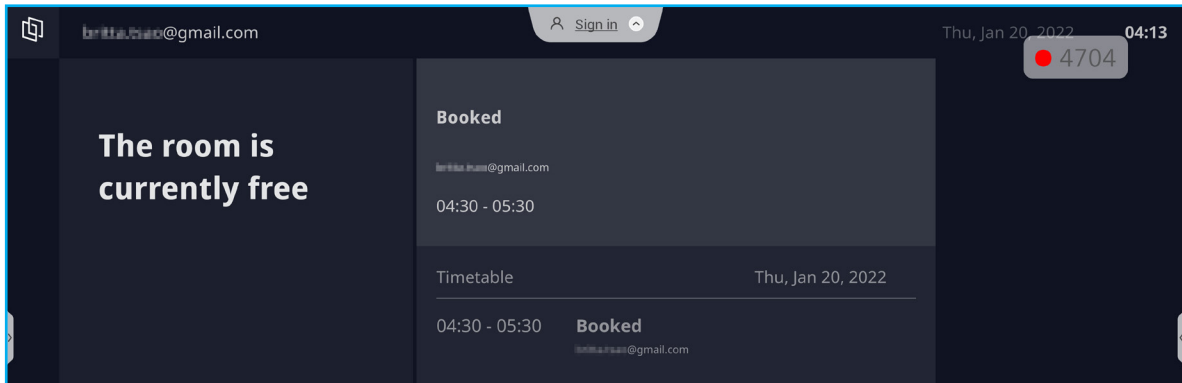 @gmail.com
Sign in
Thu, Jan 20, 2022
04:13
4704
The room is
currently free
Booked
@gmail.com
04:30 - 05:30
Timetable
Thu, Jan 20, 2022
04:30 - 05:30
Booked
@gmail.com